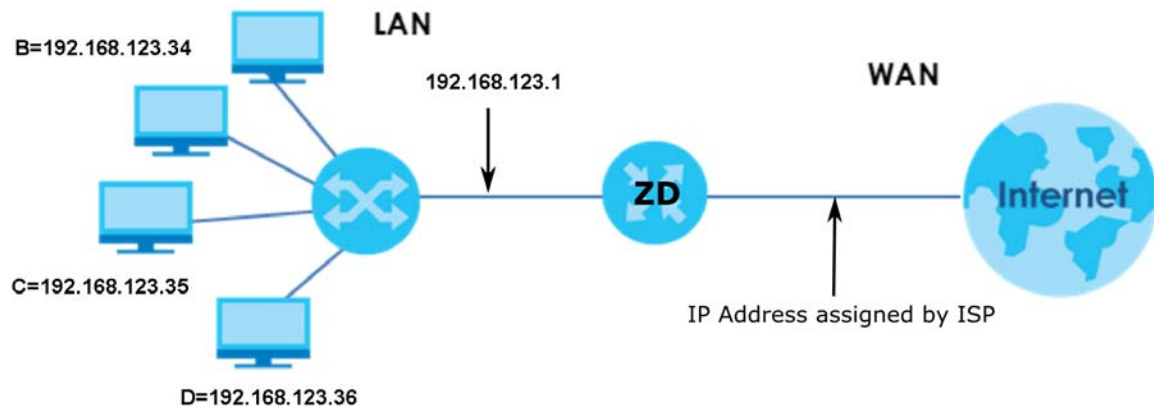 LAN
B=192.168.123.34
192.168.123.1
WAN
ZD
Internet
C=192.168.123.35
IP Address assigned by ISP
D=192.168.123.36